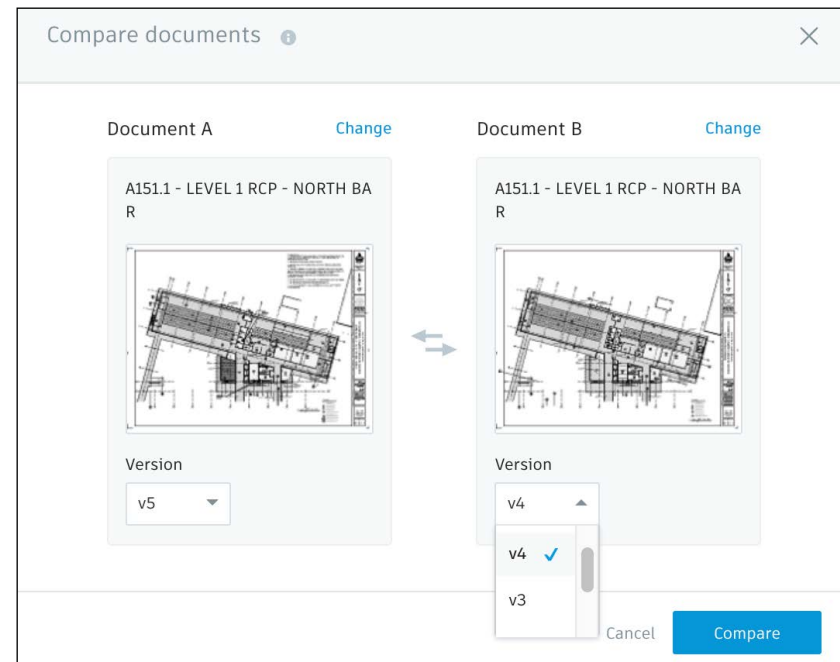 Compare documents
Document A
Change
Document B
Change
A151.1 - LEVEL 1 RCP - NORTH BA
R
A151.1 - LEVEL 1 RCP - NORTH BA
R
Version
v5
Version
v4
v4
v3
Cancel
Compare